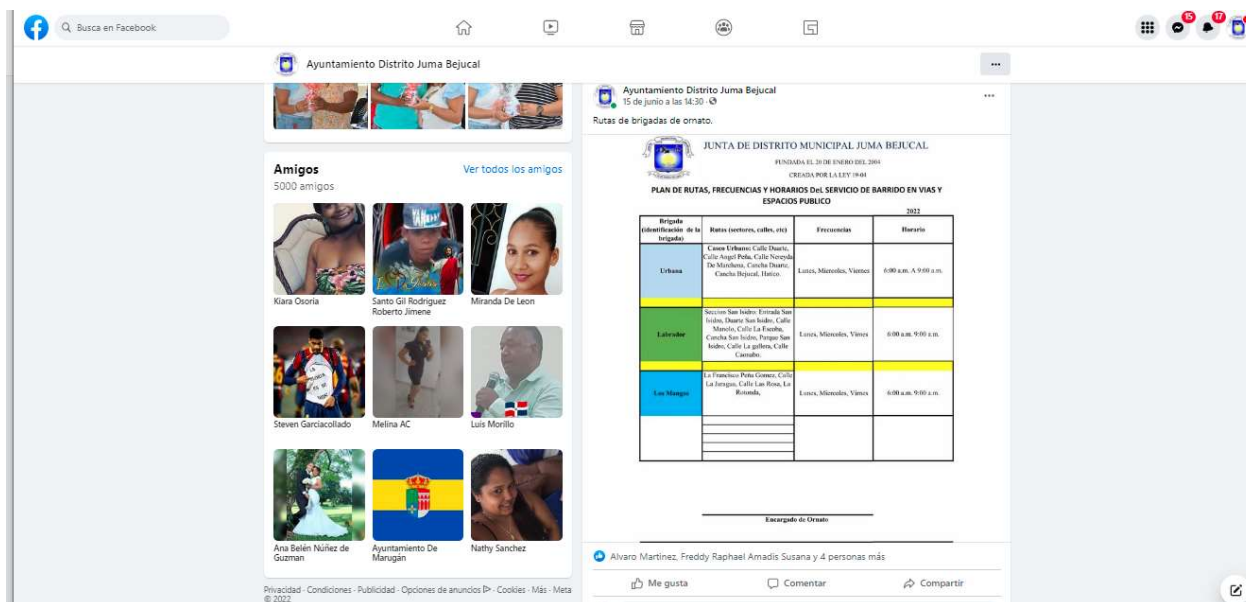 Busca en Facebook
15
17
Ayuntamiento Distrito Juma Bejucal
...
Amigos
Ver todos los amigos
5000 amigos
Kiara Osoria
Santo Gil Rodriguez
Roberto Jimene
Miranda De Leon
Steven Garciacollado
Melina AC
Luis Morillo
Ana Belén Núñez de
Guzman
Ayuntamiento De
Marugán
Nathy Sanchez
Privacidad · Condiciones · Publicidad · Opciones de anuncios · Cookies · Más · Meta
© 2022
Ayuntamiento Distrito Juma Bejucal
15 de junio a las 14:30 ·
Rutas de brigadas de ornato.
JUNTA DE DISTRITO MUNICIPAL JUMA BEJUCAL
FUNDADA EL 20 DE ENERO DEL 2004
CREADA POR LA LEY 19-04
PLAN DE RUTAS, FRECUENCIAS Y HORARIOS DeL SERVICIO DE BARRIDO EN VIAS Y
ESPACIOS PUBLICO
2022
Brigada
(identificación de la
brigada)
Rutas (sectores, calles, etc)
Frecuencias
Horario
Urbana
Casco Urbano: Calle Duarte,
Calle Angel Peña, Calle Nereyda
De Marchena, Cancha Duarte,
Cancha Bejucal, Hatico.
Lunes, Miercoles, Viernes
6:00 a.m. A 9:00 a.m.
Labrador
Seccion San Isidro: Entrada San
Isidro, Duarte San Isidro, Calle
Manolo, Calle La Escoba,
Cancha San Isidro, Parque San
Isidro, Calle La gallera, Calle
Lunes, Miercoles, Virnes
6:00 a.m. 9:00 a.m.
Los Mangos
La Francisco Peña Gomez, Calle
La Jaragua, Calle Las Rosa, La
Rotonda,
Lunes, Miercoles, Virnes
6:00 a.m. 9:00 a.m.
Encargado de Ornato
Alvaro Martinez, Freddy Raphael Amadis Susana y 4 personas más
Me gusta
Comentar
Compartir